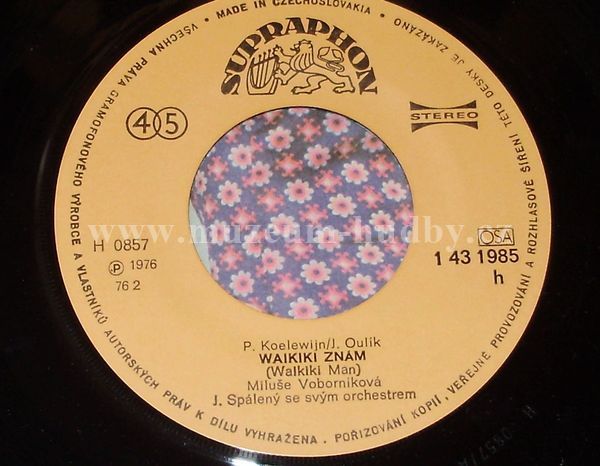 VŠECHNA PRÁVA GRAMOFONOVÉHO VÝROBCE A VLASTNÍKŮ AUTORSKÝCH PRÁV K DÍLU VYHRAŽENA. POŘIZOVÁNÍ KOPIÍ, VEŘEJNÉ PROVOZOVÁNÍ A ROZHLASOVÉ ŠÍŘENÍ TÉTO DESKY JE ZAKÁZÁNO • MADE IN CZECHOSLOVAKIA •
SUPRAPHON
45
STEREO
www.muzeum-hudby.cz
H 0857
Ⓟ 1976
76 2
OSA
1 43 1985
h
P. Koelewijn/J. Oulík
WAIKIKI ZNÁM
(Waikiki Man)
Miluše Voborníková
J. Spálený se svým orchestrem